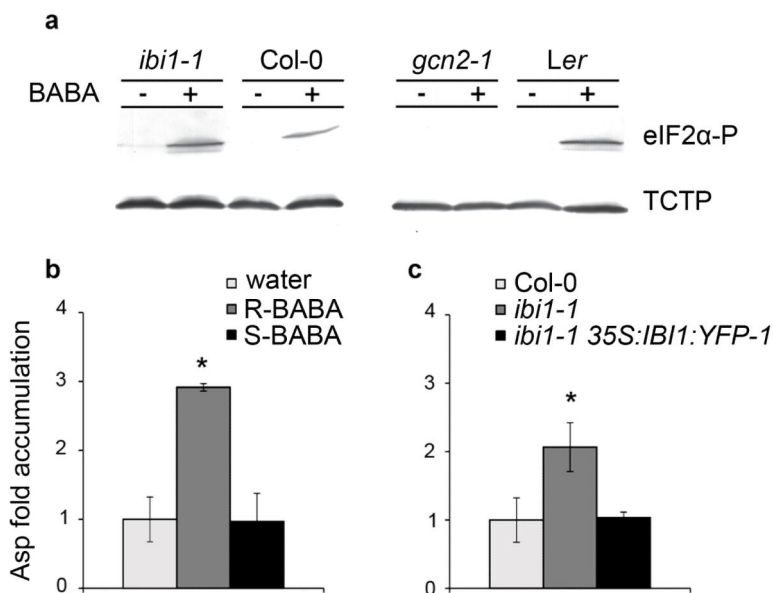 a
ibi1-1 Col-0 gcn2-1 Ler
BABA - + - + - + - +
eIF2α-P
TCTP
b
water
R-BABA
S-BABA
Asp fold accumulation
4
3
2
1
0
*
c
Col-0
ibi1-1
ibi1-1 35S:IBI1:YFP-1
4
3
2
1
0
*